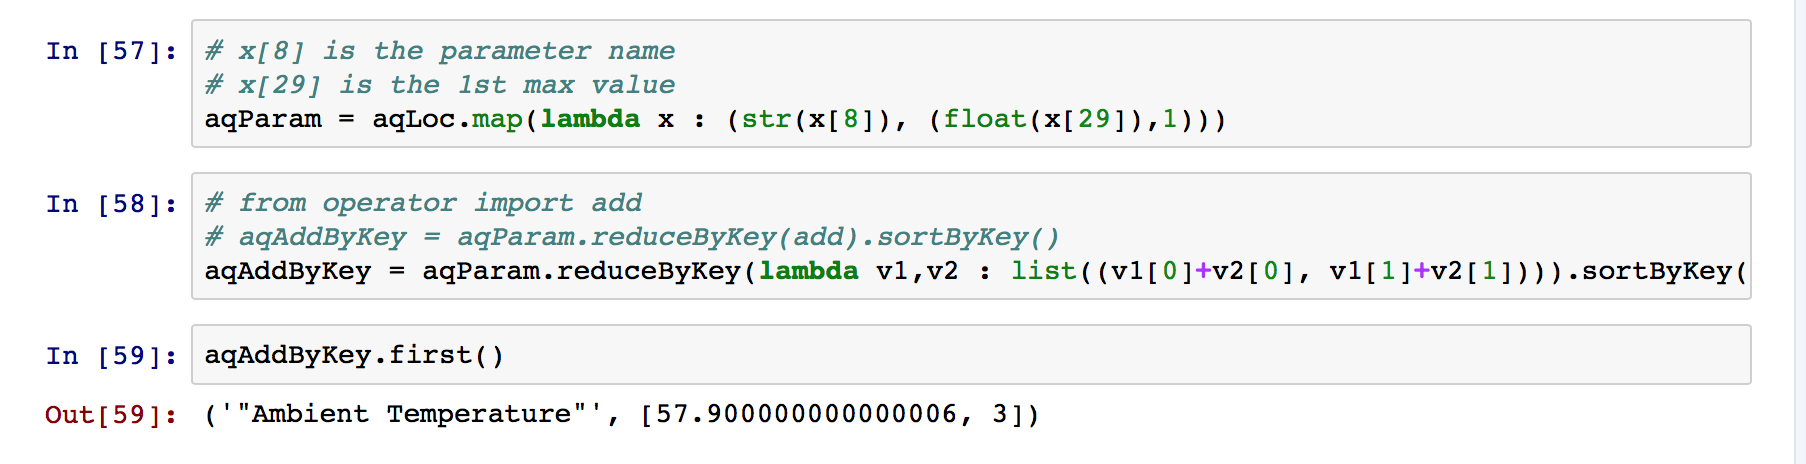 In [57]:
# x[8] is the parameter name
# x[29] is the 1st max value
aqParam = aqLoc.map(lambda x : (str(x[8]), (float(x[29]),1)))
In [58]:
# from operator import add
# aqAddByKey = aqParam.reduceByKey(add).sortByKey()
aqAddByKey = aqParam.reduceByKey(lambda v1,v2 : list((v1[0]+v2[0], v1[1]+v2[1]))).sortByKey(
In [59]:
aqAddByKey.first()
Out[59]:
('"Ambient Temperature"', [57.900000000000006, 3])